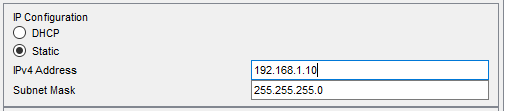 IP Configuration
DHCP
Static
IPv4 Address 192.168.1.10
Subnet Mask 255.255.255.0